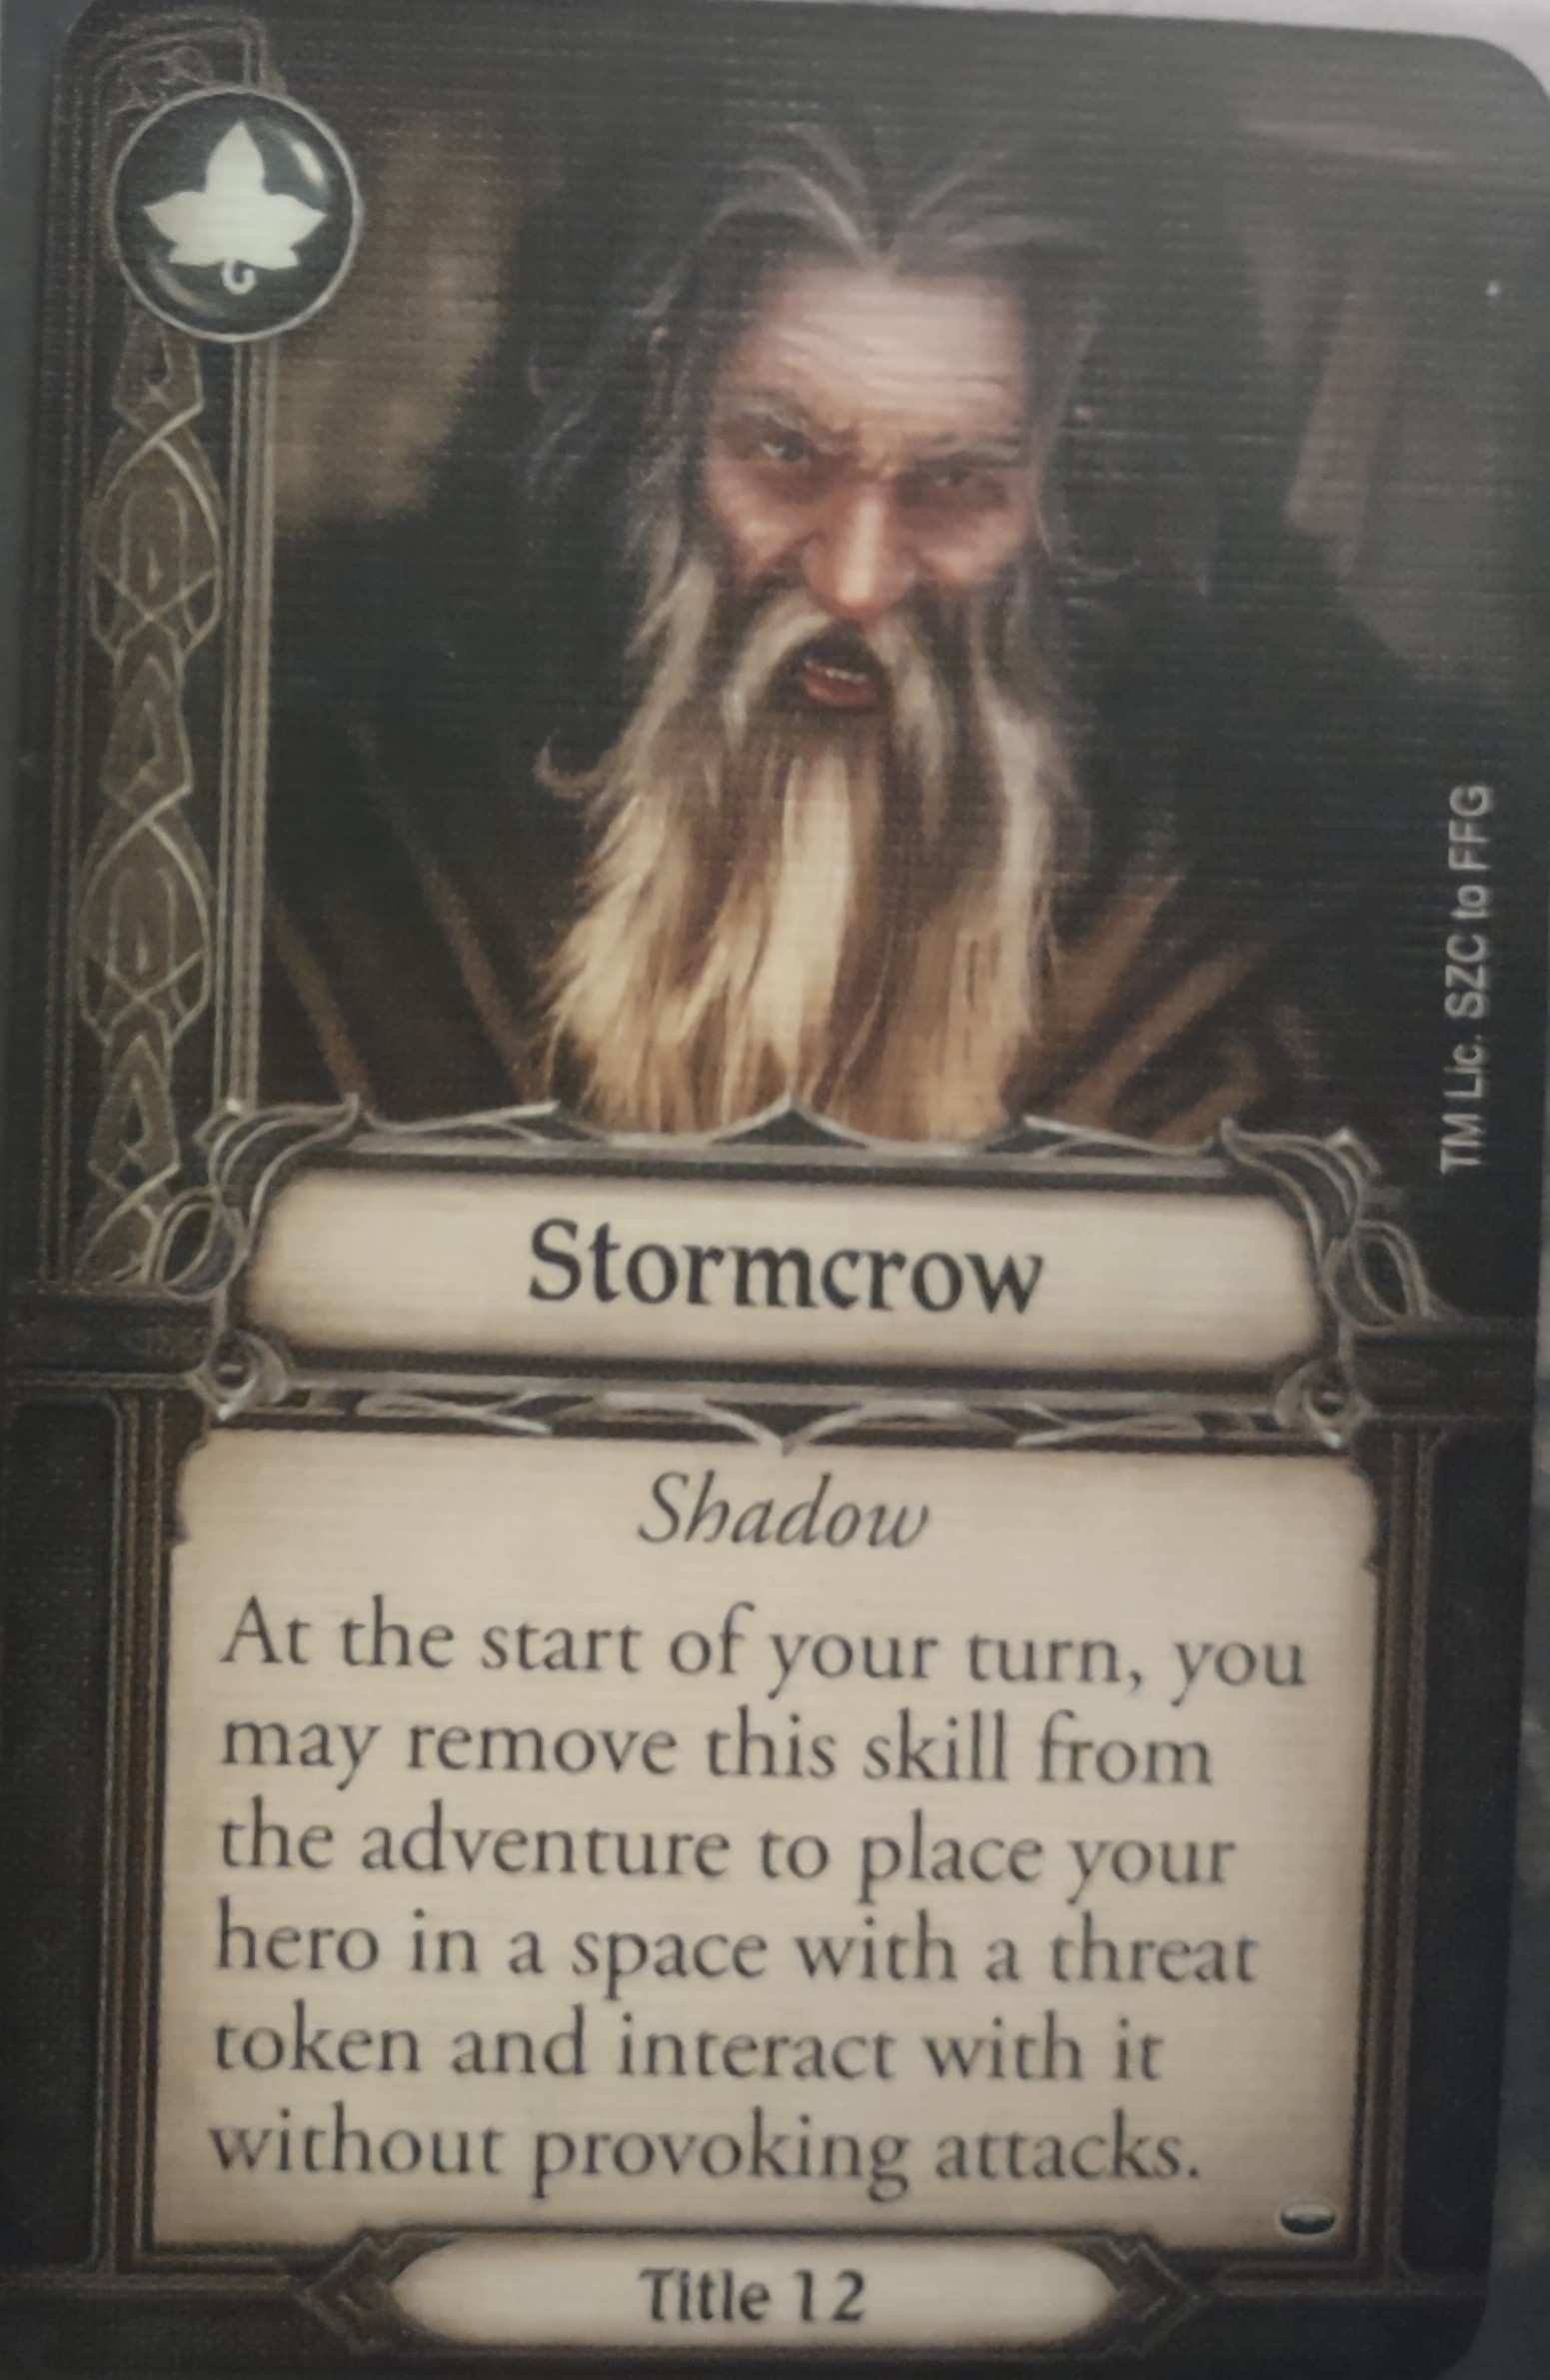 TM Lic. SZC to FFG
Stormcrow
Shadow
At the start of your turn, you
may remove this skill from
the adventure to place your
hero in a space with a threat
token and interact with it
without provoking attacks.
Title 12